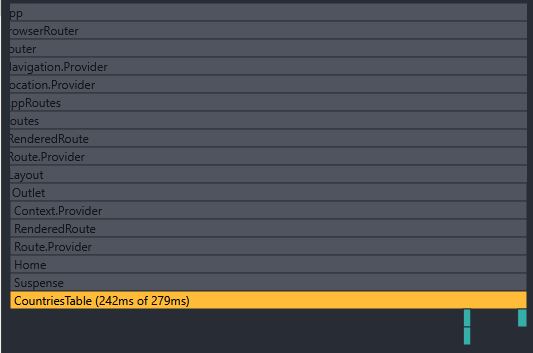 pp
rowserRouter
outer
Navigation.Provider
ocation.Provider
AppRoutes
outes
RenderedRoute
Route.Provider
Layout
Outlet
Context.Provider
RenderedRoute
Route.Provider
Home
Suspense
CountriesTable (242ms of 279ms)